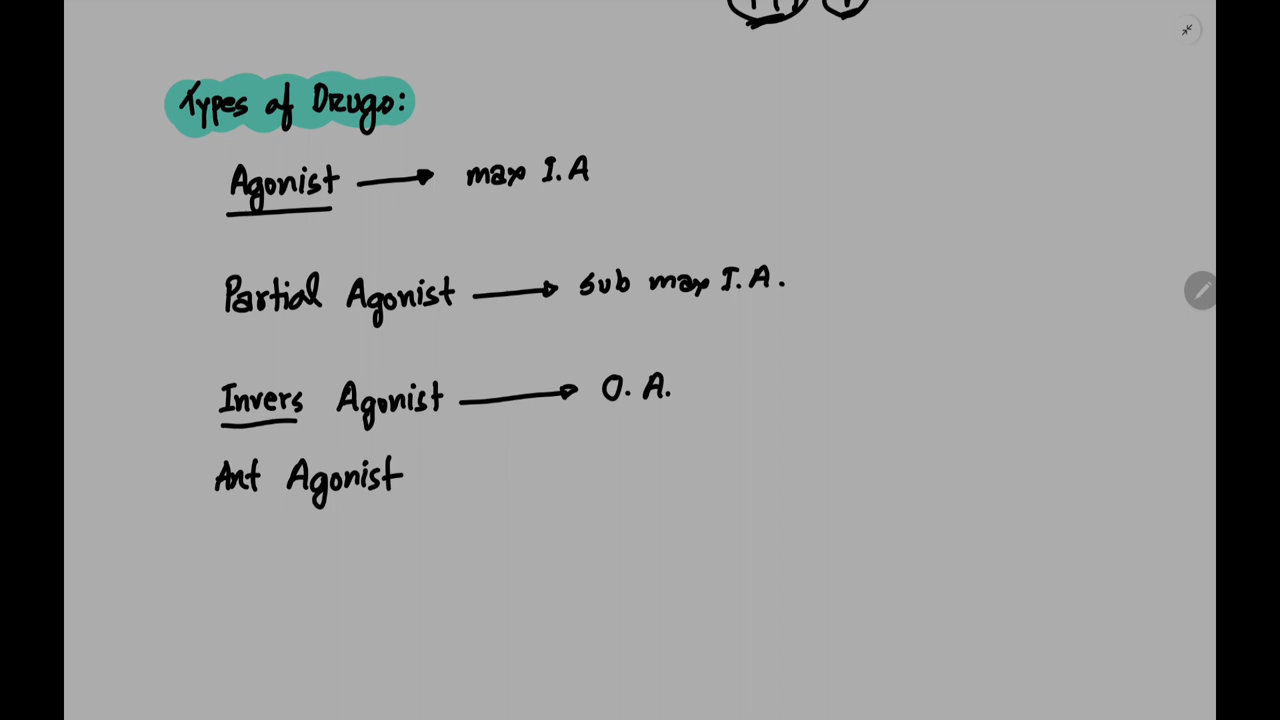 Types of Drugs:
Agonist → max I.A
Partial Agonist → sub max I.A.
Invers Agonist → O. A.
Ant Agonist